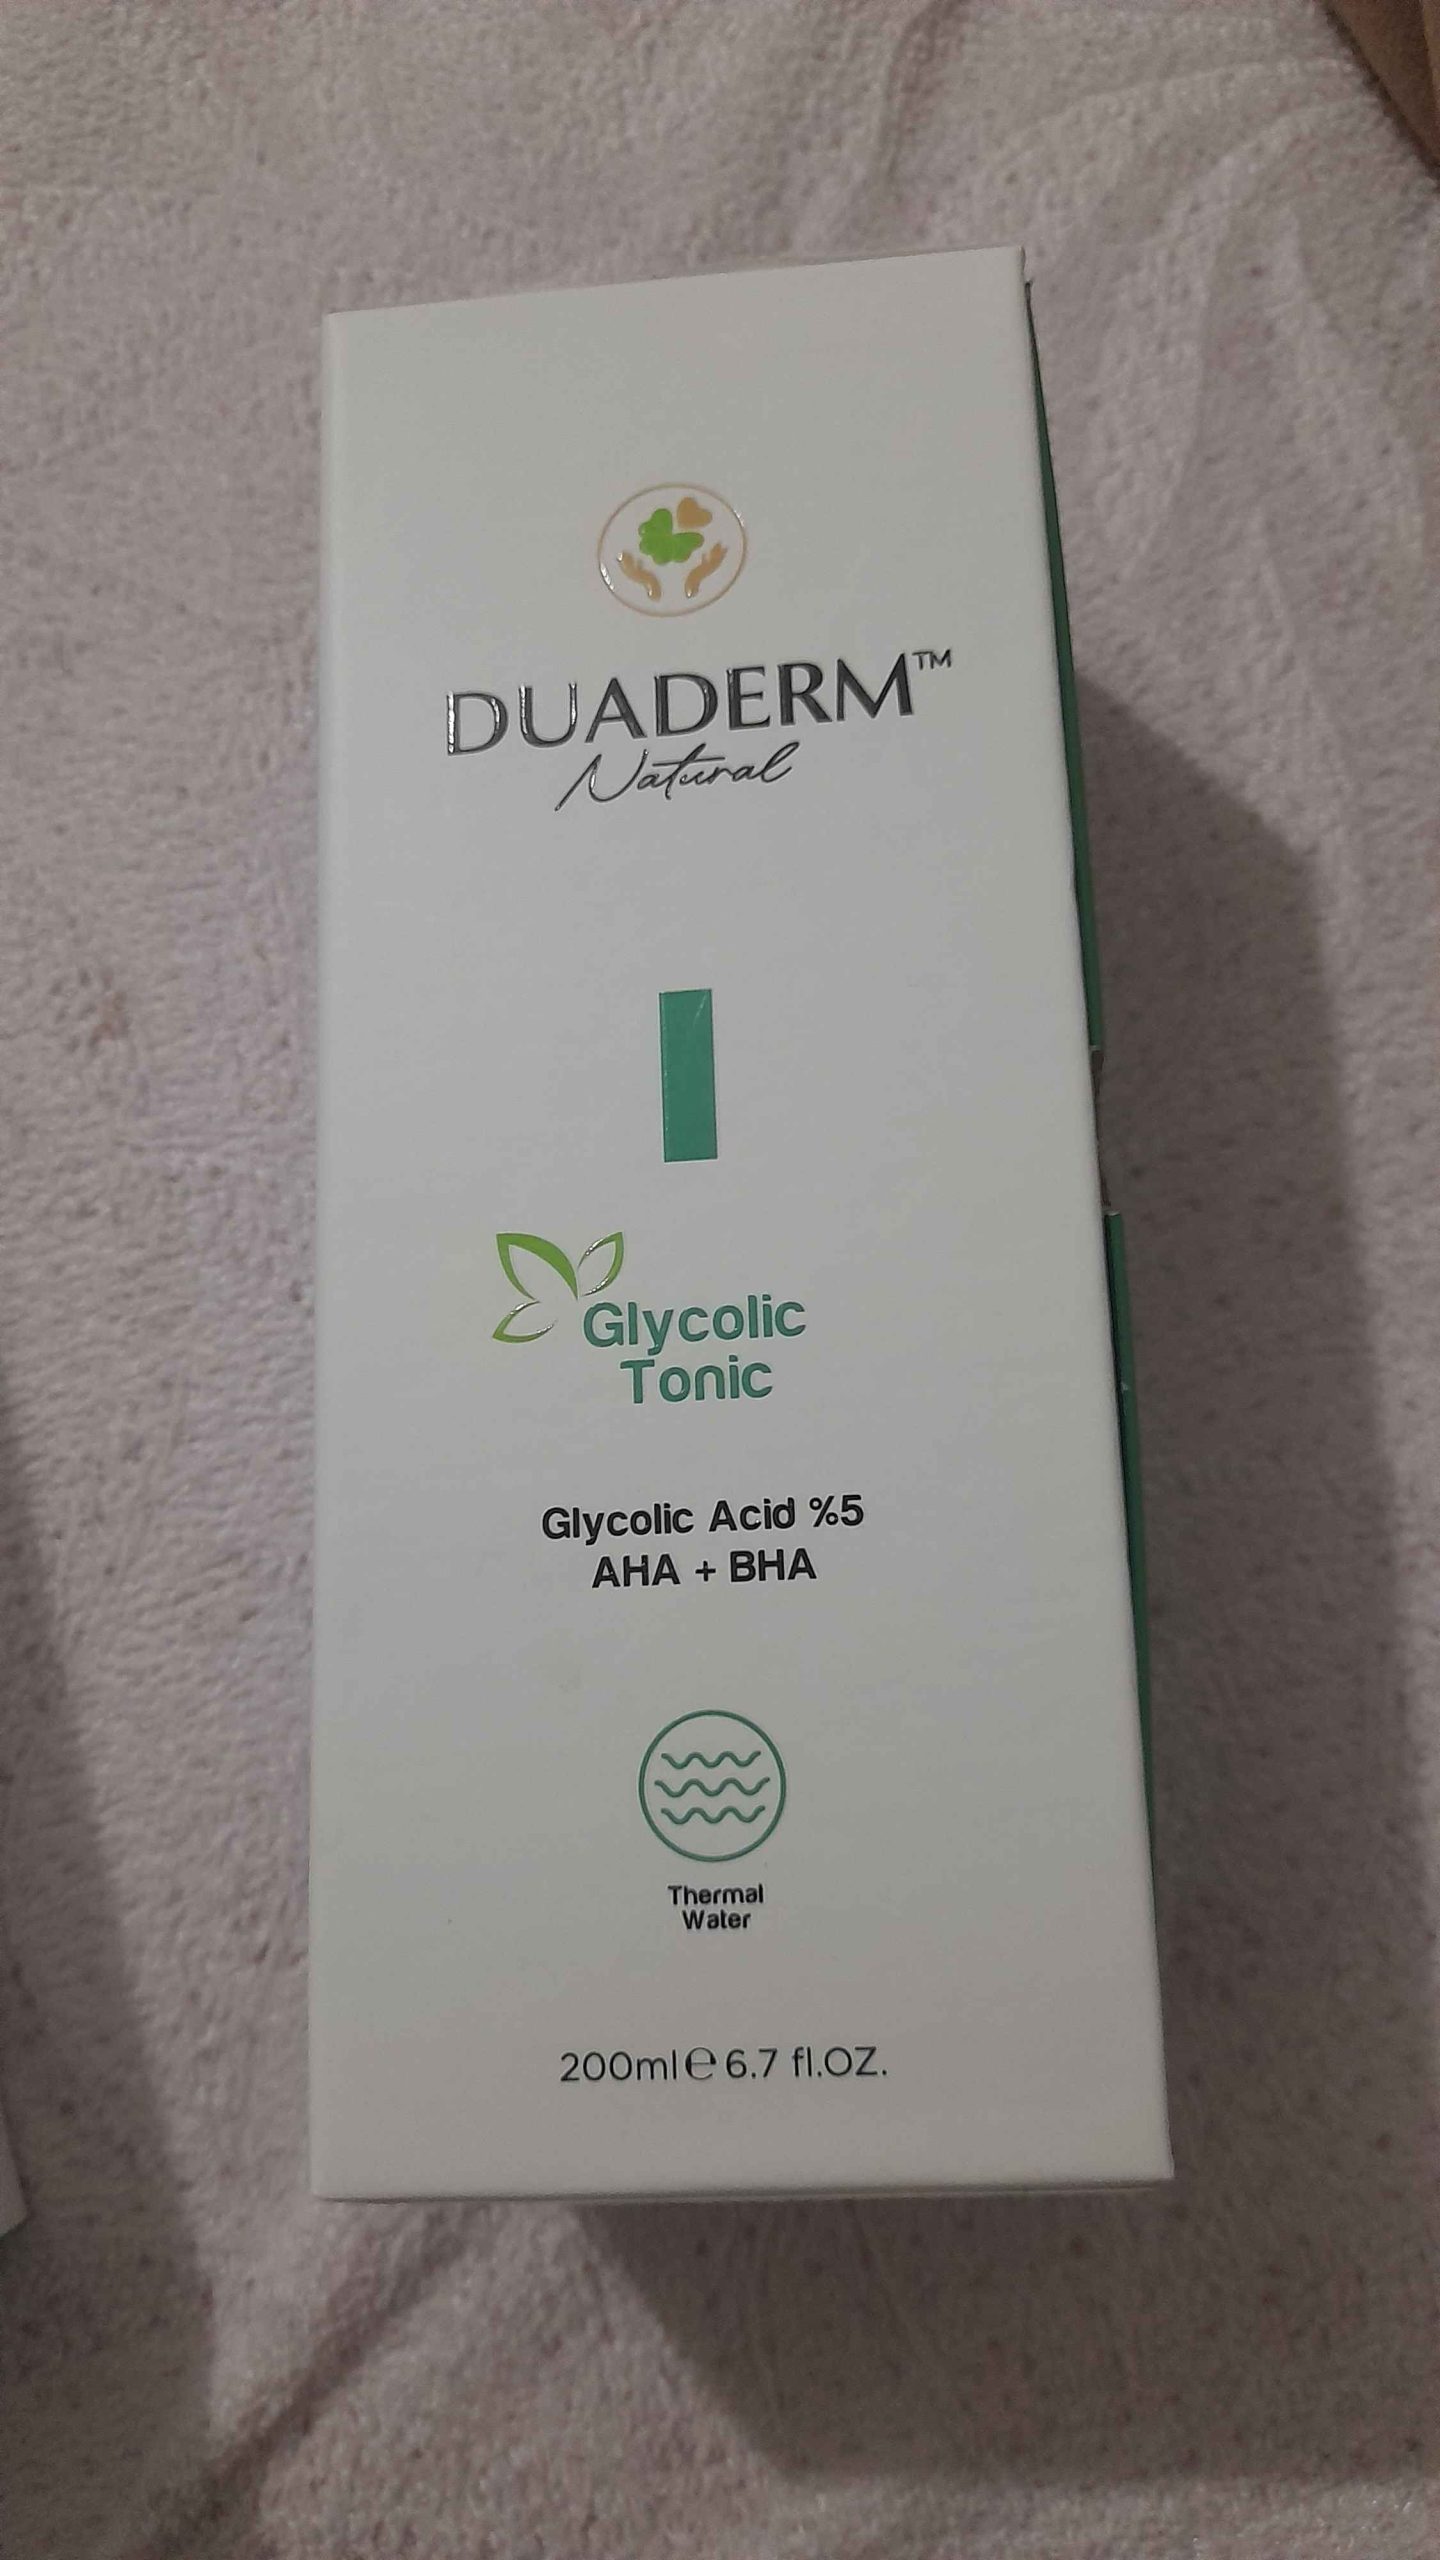 DUADERM™
Natural
Glycolic
Tonic
Glycolic Acid %5
AHA + BHA
Thermal
Water
200ml℮6.7 fl.OZ.